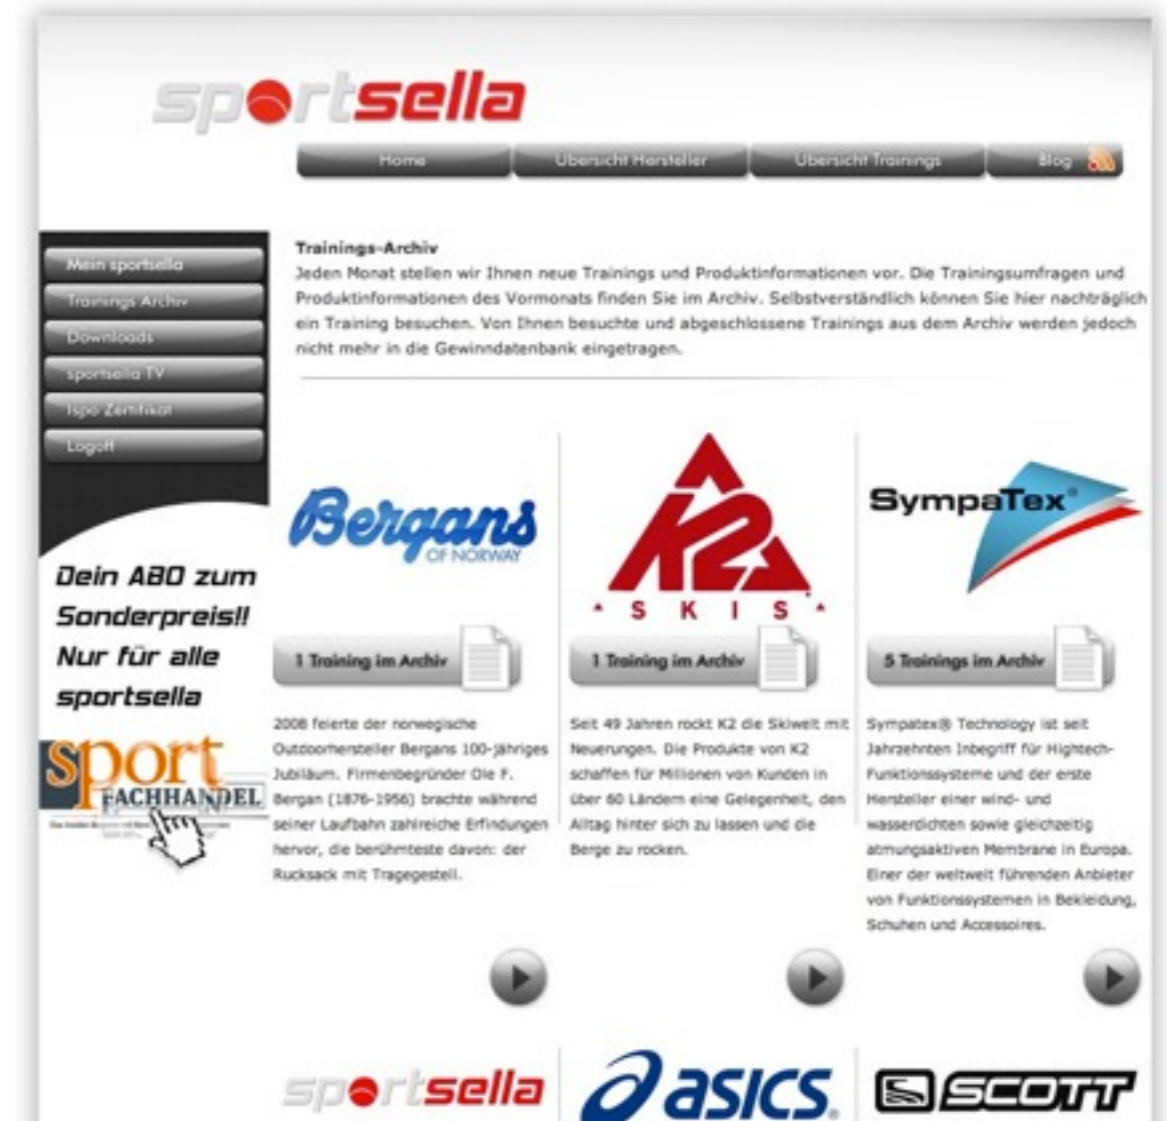 sportsella
Home Übersicht Hersteller Übersicht Trainings Blog
Mein sportsella
Trainings Archiv
Downloads
sportsella TV
Ispo Zertifikat
Logoff
Trainings-Archiv
Jeden Monat stellen wir Ihnen neue Trainings und Produktinformationen vor. Die Trainingsumfragen und
Produktinformationen des Vormonats finden Sie im Archiv. Selbstverständlich können Sie hier nachträglich
ein Training besuchen. Von Ihnen besuchte und abgeschlossene Trainings aus dem Archiv werden jedoch
nicht mehr in die Gewinndatenbank eingetragen.
Dein ABO zum
Sonderpreis!!
Nur für alle
sportsella
sport
FACHHANDEL
Bergans
OF NORWAY
1 Training im Archiv
2008 feierte der norwegische
Outdoorhersteller Bergans 100-jähriges
Jubiläum. Firmenbegründer Ole F.
Bergan (1876-1956) brachte während
seiner Laufbahn zahlreiche Erfindungen
hervor, die berühmteste davon: der
Rucksack mit Tragegestell.
K2
SKIS
1 Training im Archiv
Seit 49 Jahren rockt K2 die Skiwelt mit
Neuerungen. Die Produkte von K2
schaffen für Millionen von Kunden in
über 60 Ländern eine Gelegenheit, den
Alltag hinter sich zu lassen und die
Berge zu rocken.
SympaTex®
5 Trainings im Archiv
Sympatex® Technology ist seit
Jahrzehnten Inbegriff für Hightech-
Funktionssysteme und der erste
Hersteller einer wind- und
wasserdichten sowie gleichzeitig
atmungsaktiven Membrane in Europa.
Einer der weltweit führenden Anbieter
von Funktionssystemen in Bekleidung,
Schuhen und Accessoires.
sportsella
asics
SCOTT